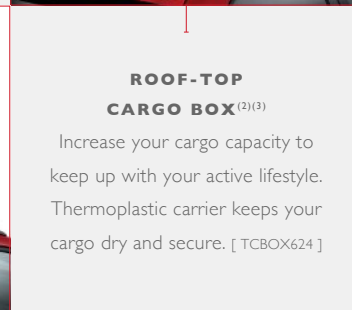 ROOF-TOP
CARGO BOX(2)(3)
Increase your cargo capacity to
keep up with your active lifestyle.
Thermoplastic carrier keeps your
cargo dry and secure. [ TCBOX624 ]